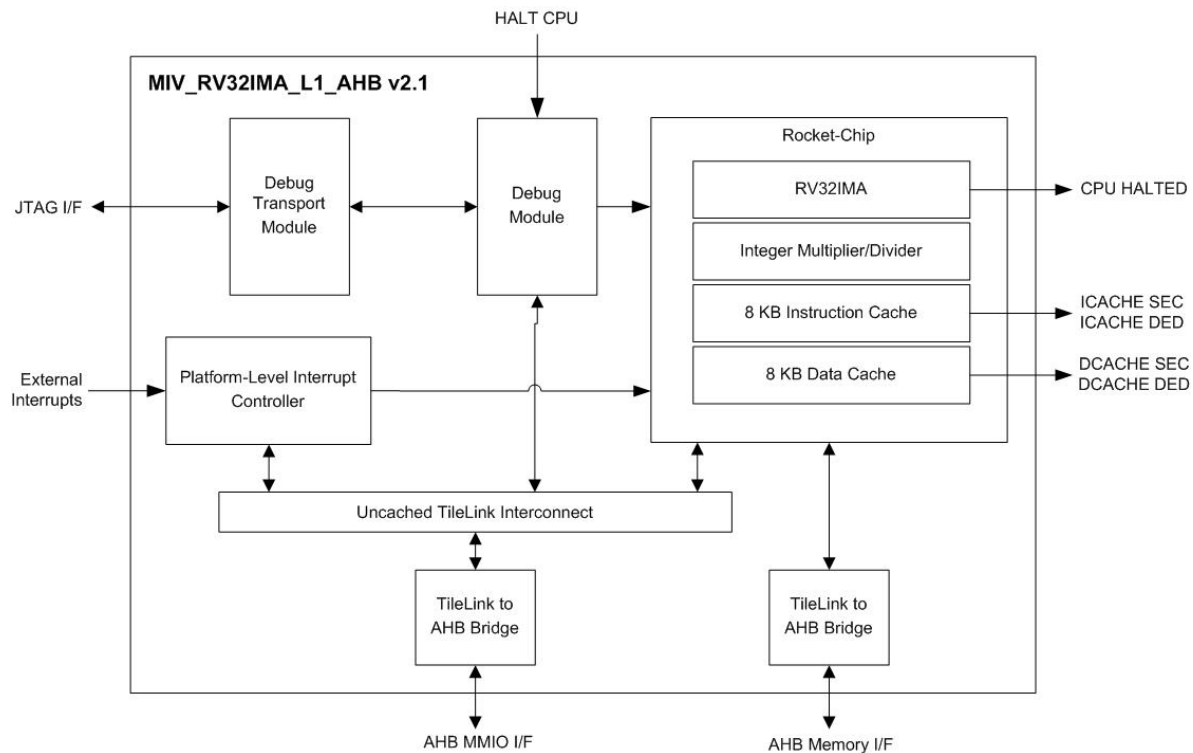 HALT CPU
MIV_RV32IMA_L1_AHB v2.1
Rocket-Chip
RV32IMA
CPU HALTED
Debug
Transport
Module
Debug
Module
JTAG I/F
Integer Multiplier/Divider
8 KB Instruction Cache
ICACHE SEC
ICACHE DED
8 KB Data Cache
DCACHE SEC
DCACHE DED
External
Interrupts
Platform-Level Interrupt
Controller
Uncached TileLink Interconnect
TileLink to
AHB Bridge
TileLink to
AHB Bridge
AHB MMIO I/F
AHB Memory I/F